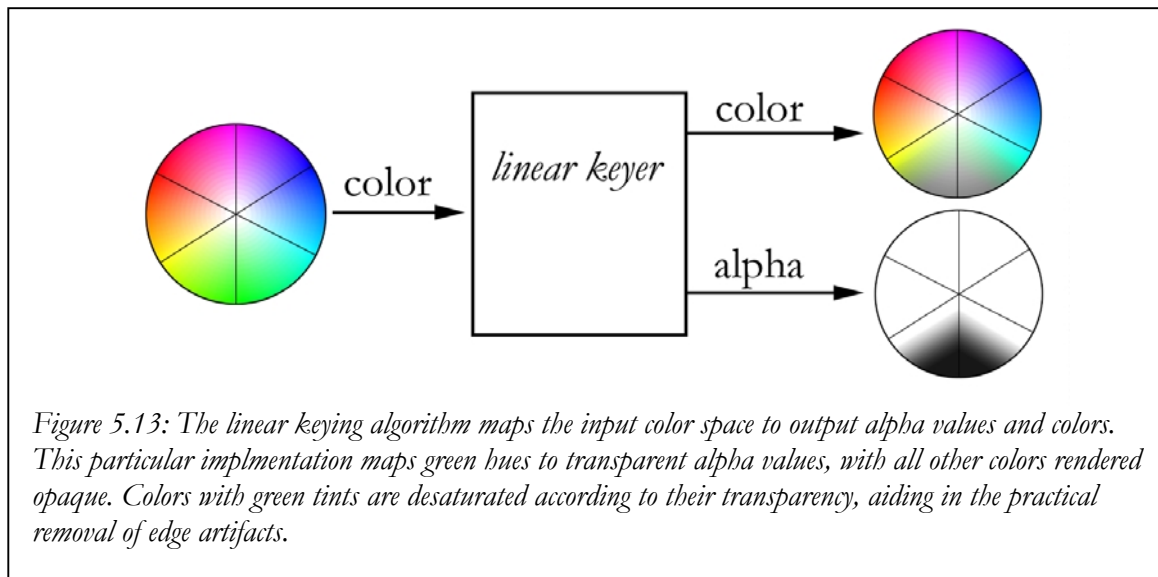 color
linear keyer
color
alpha
Figure 5.13: The linear keying algorithm maps the input color space to output alpha values and colors.
This particular implmentation maps green hues to transparent alpha values, with all other colors rendered
opaque. Colors with green tints are desaturated according to their transparency, aiding in the practical
removal of edge artifacts.